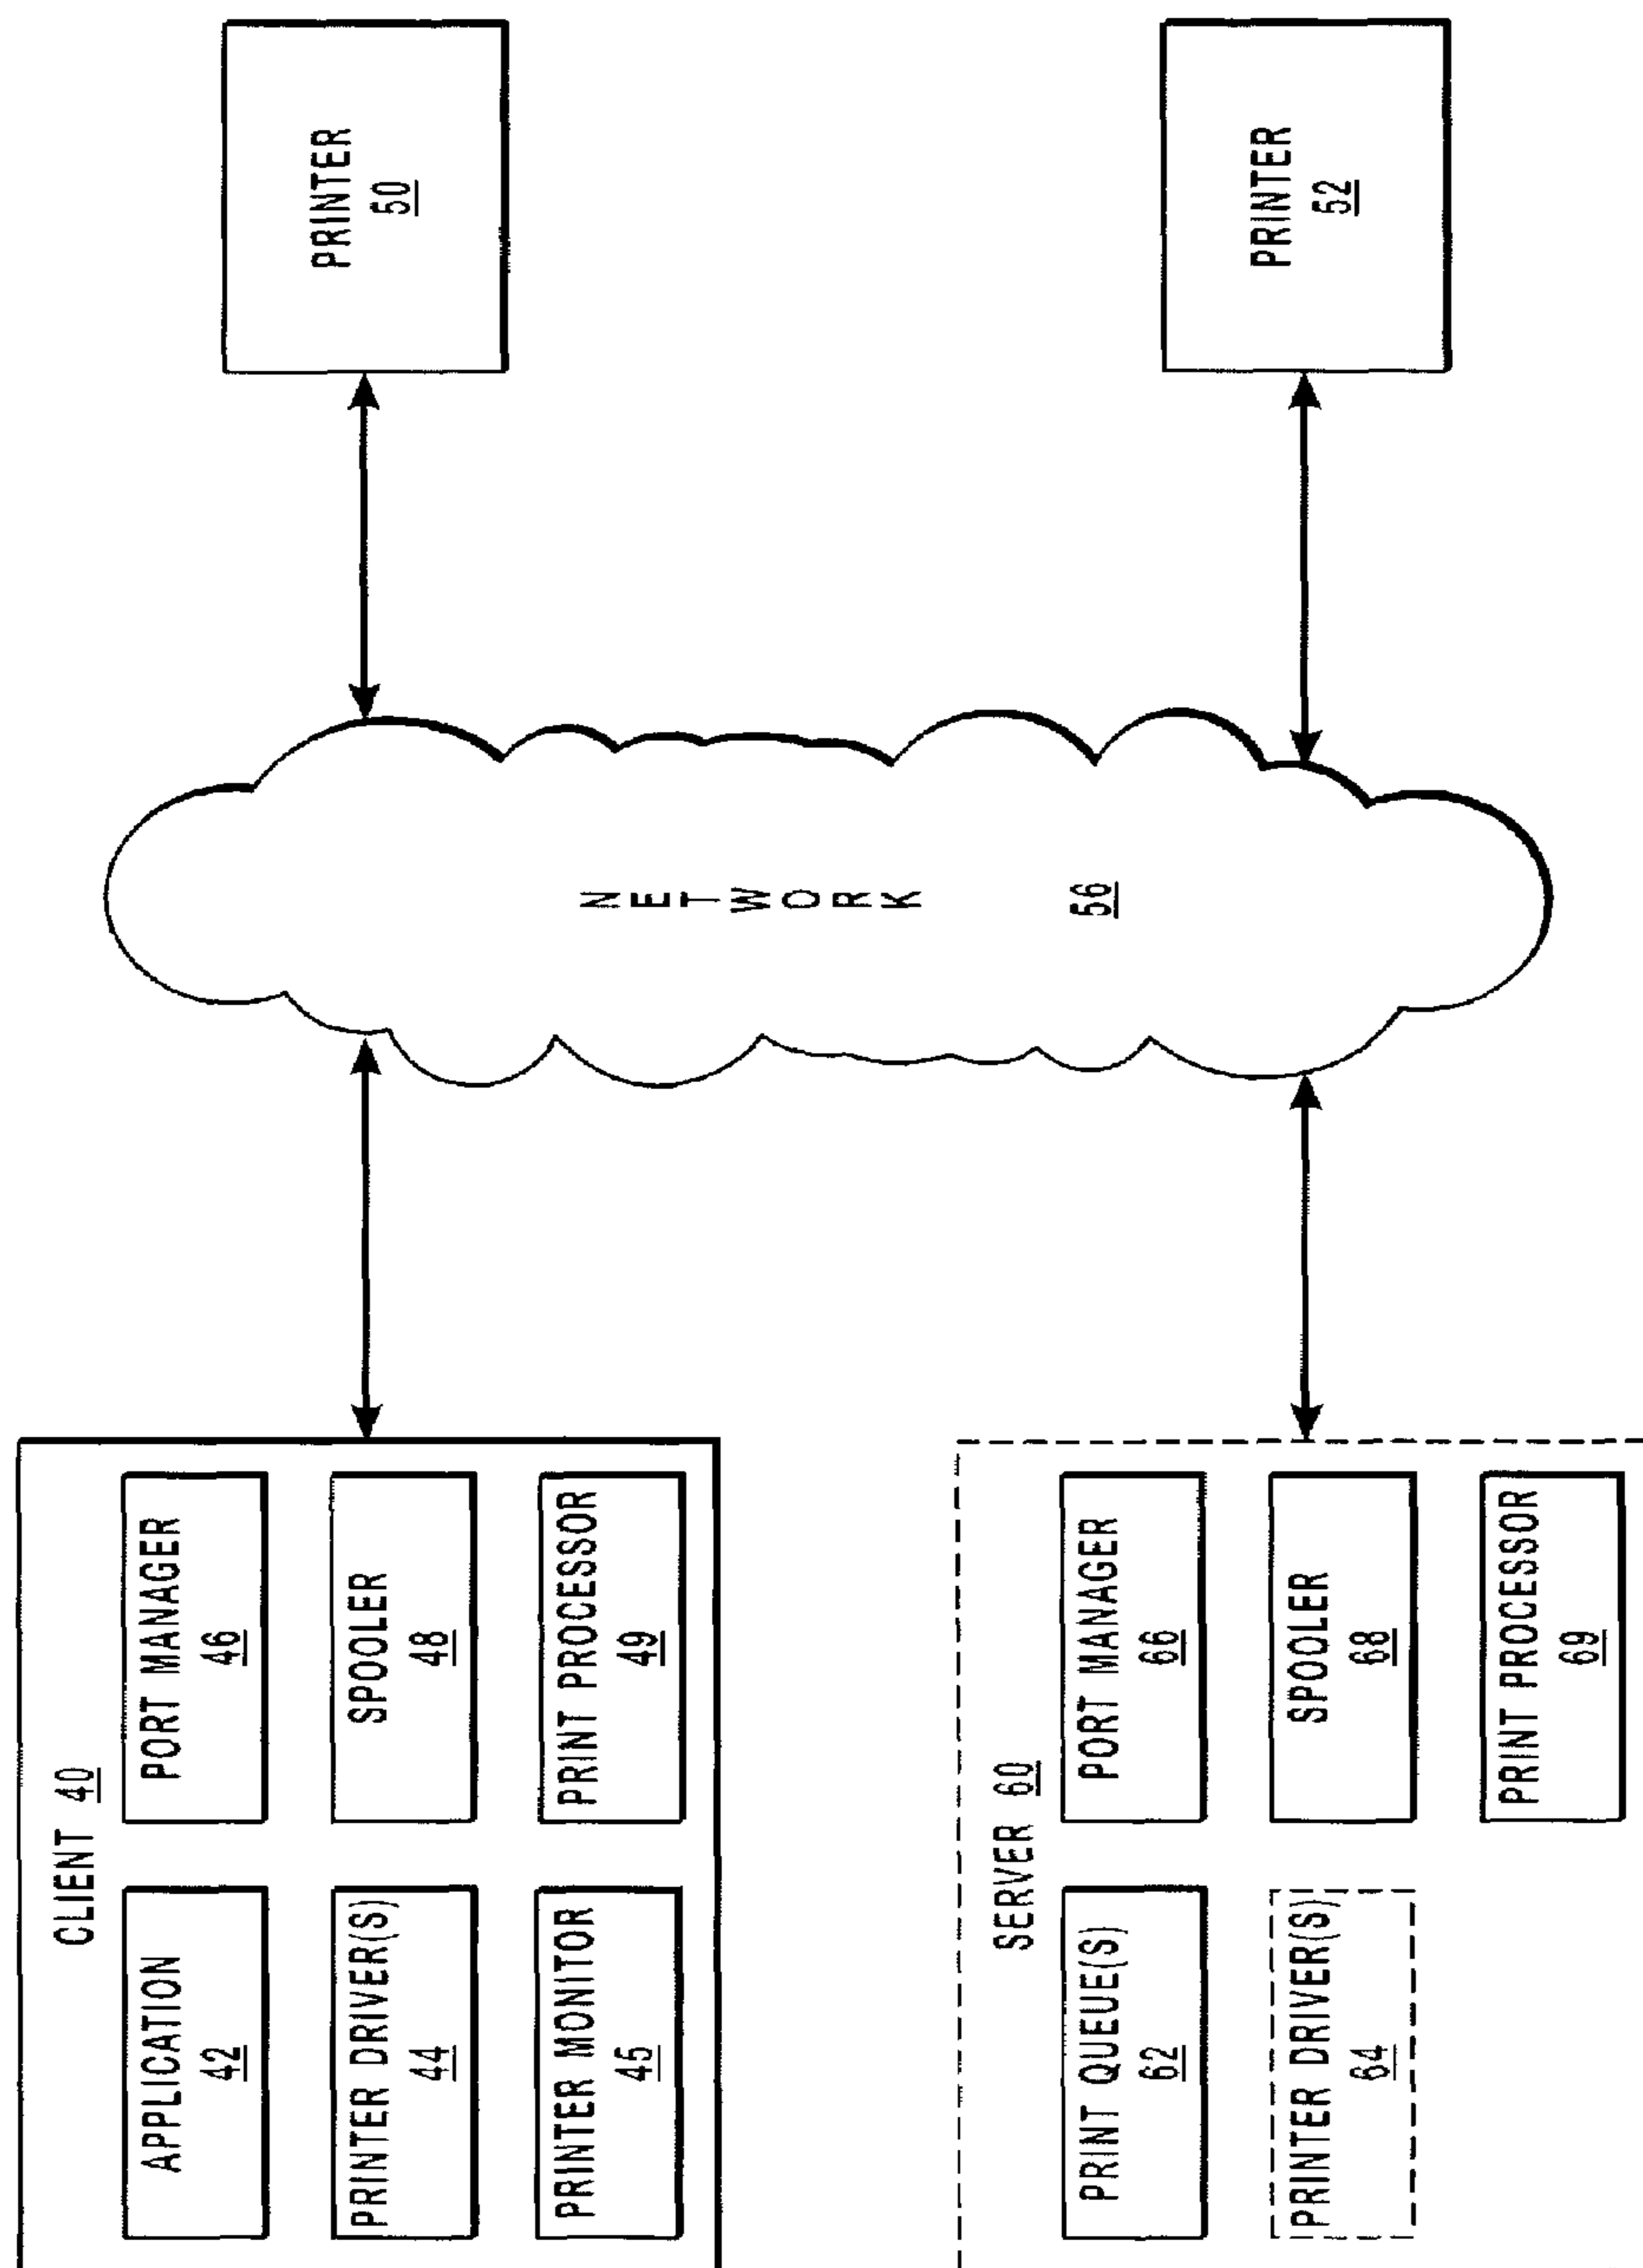 CLIENT 40
APPLICATION
42
PORT MANAGER
46
PRINTER DRIVER(S)
44
SPOOLER
48
PRINTER MONITOR
45
PRINT PROCESSOR
49
NETWORK
56
PRINTER
50
SERVER 60
PRINT QUEUE(S)
62
PORT MANAGER
66
PRINTER DRIVER(S)
64
SPOOLER
68
PRINT PROCESSOR
69
PRINTER
52